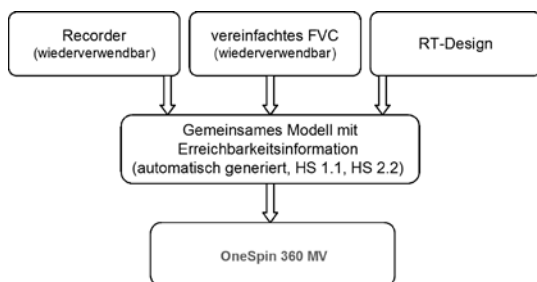 Recorder
(wiederverwendbar)
vereinfachtes FVC
(wiederverwendbar)
RT-Design
Gemeinsames Modell mit
Erreichbarkeitsinformation
(automatisch generiert, HS 1.1, HS 2.2)
OneSpin 360 MV